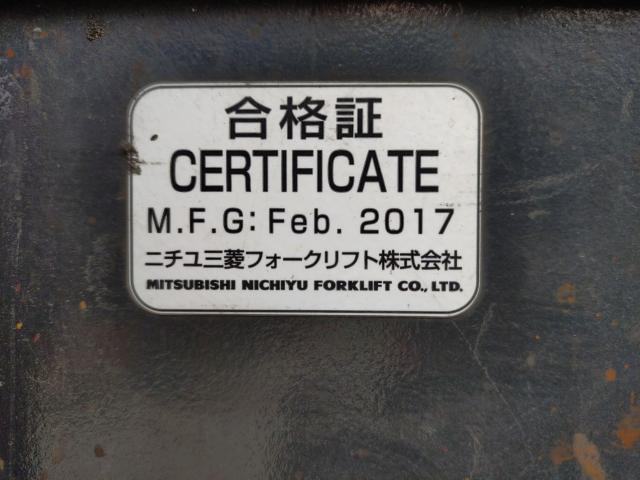 合格証
CERTIFICATE
M.F.G: Feb. 2017
ニチユ三菱フォークリフト株式会社
MITSUBISHI NICHIYU FORKLIFT CO., LTD.